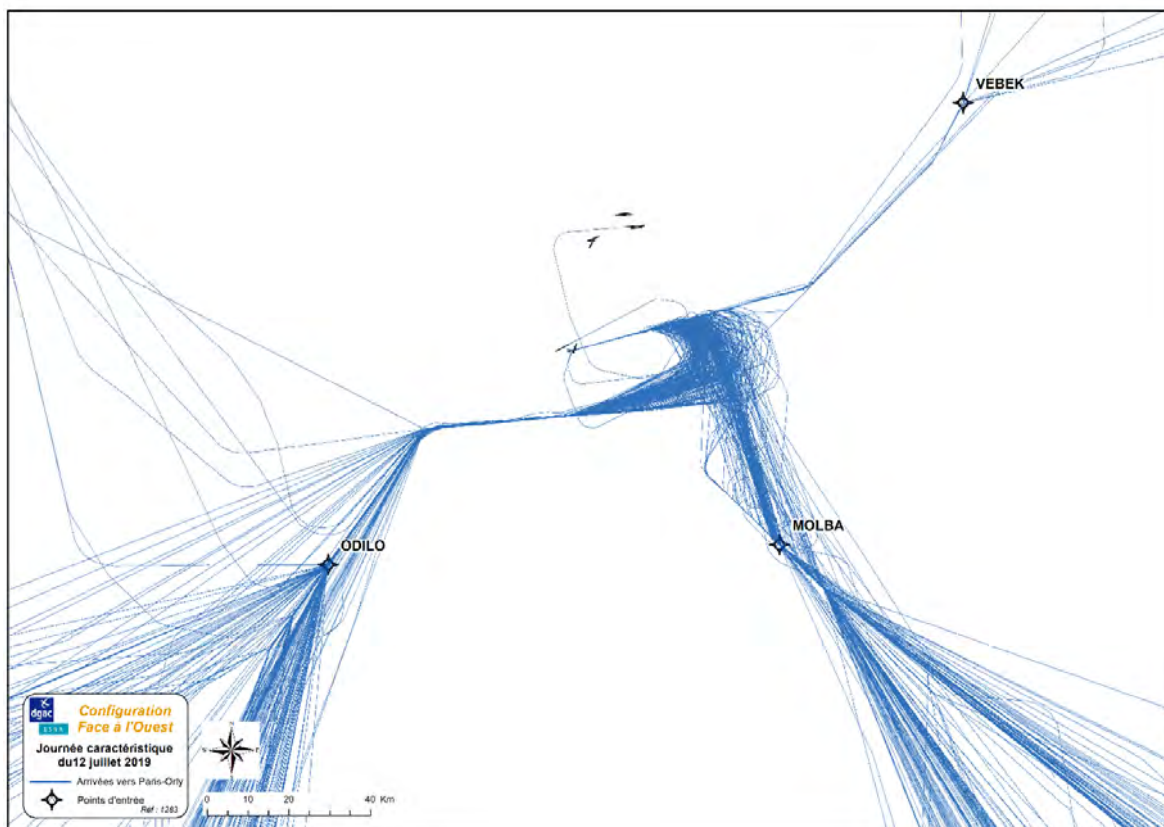 VEBEK
MOLBA
ODILO
dgac
Configuration
Face à l'Ouest
Journée caractéristique
du12 juillet 2019
Arrivées vers Paris-Orly
Points d'entrée
Réf : 1263
N
E
S
0 10 20 40 Km